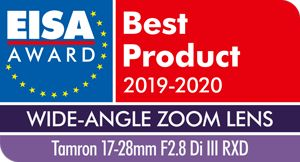 EISA
AWARD
Best
Product
2019-2020
WIDE-ANGLE ZOOM LENS
Tamron 17-28mm F2.8 Di III RXD